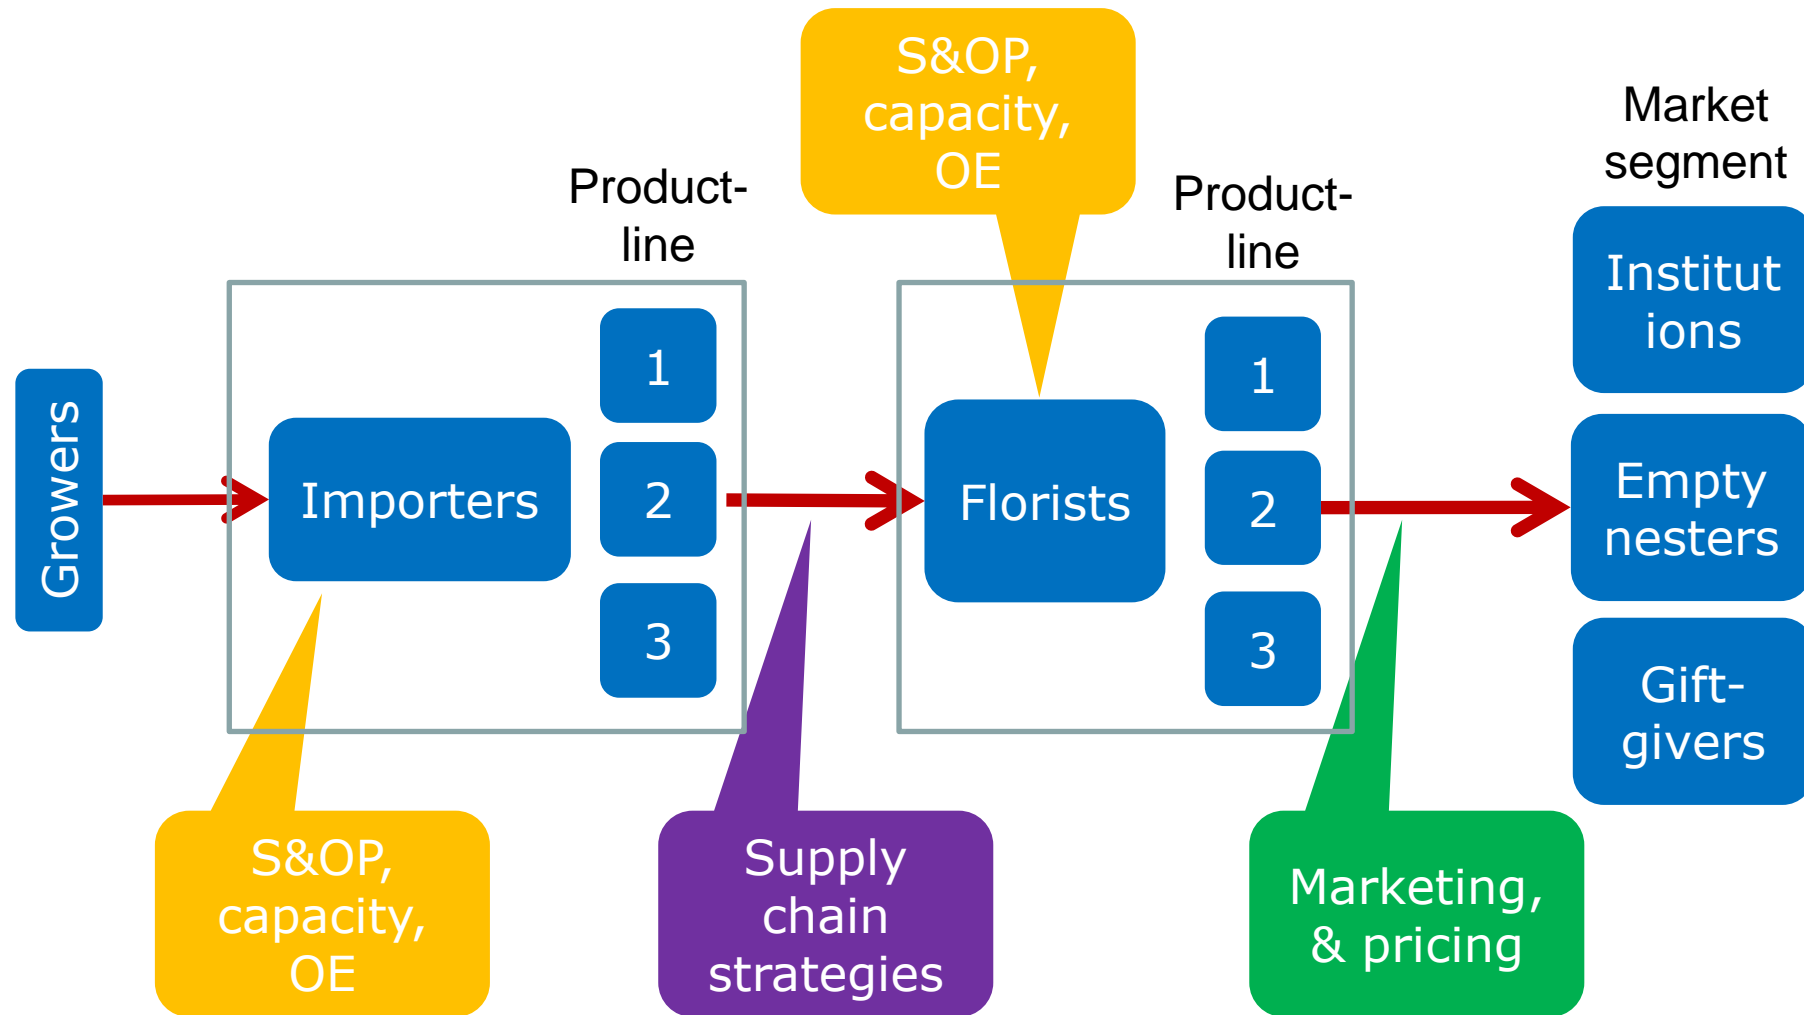 S&OP,
capacity,
OE
Market
segment
Product-
line
Product-
line
Growers
Importers
1
2
3
Florists
1
2
3
Institut
ions
Empty
nesters
Gift-
givers
S&OP,
capacity,
OE
Supply
chain
strategies
Marketing,
& pricing